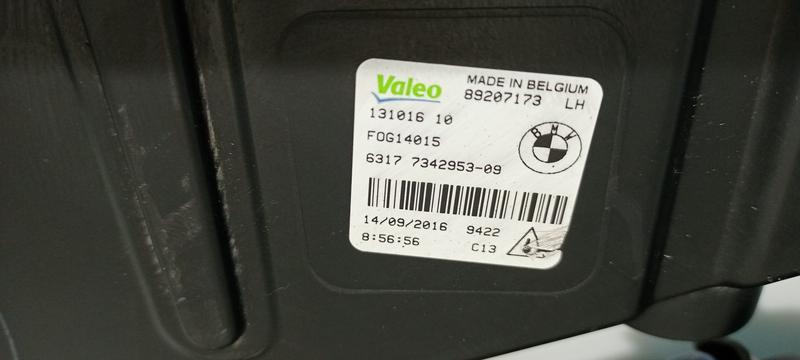 Valeo MADE IN BELGIUM
89207173 LH
131016 10
FOG14015
BMW
6317 7342953-09
14/09/2016 9422
8:56:56 C13